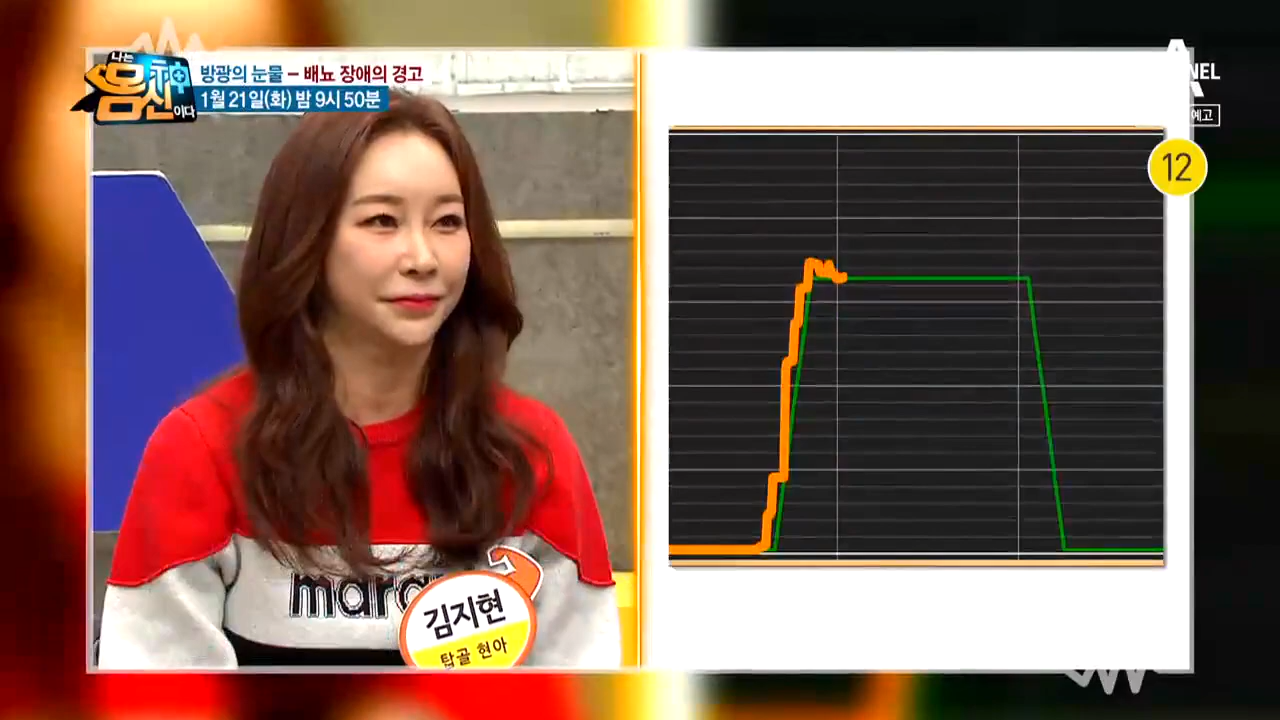 나는
몸神
신이다
방광의 눈물 – 배뇨 장애의 경고
1월 21일(화) 밤 9시 50분
NEL
예고
12
marc
김지현
탑골 현아